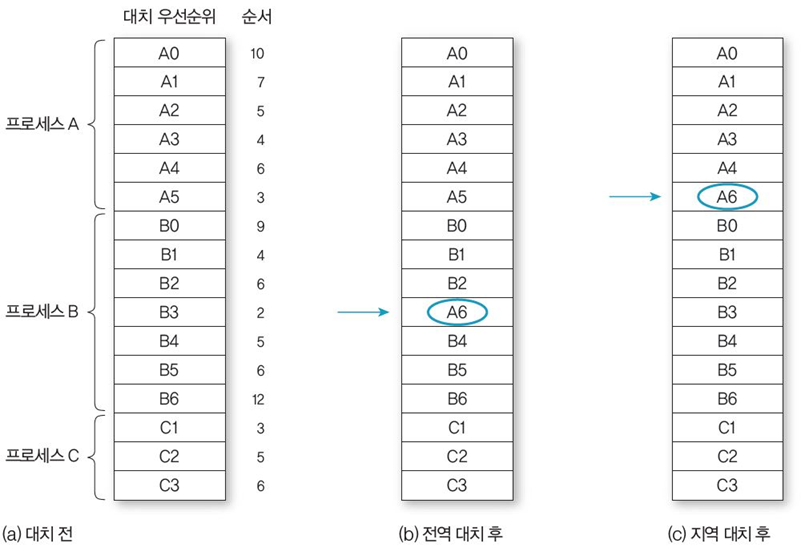 대치 우선순위 순서
A0 10 A0 A0
A1 7 A1 A1
A2 5 A2 A2
프로세스 A A3 4 A3 A3
A4 6 A4 A4
A5 3 A5 A6
B0 9 B0 B0
B1 4 B1 B1
B2 6 B2 B2
프로세스 B B3 2 A6 B3
B4 5 B4 B4
B5 6 B5 B5
B6 12 B6 B6
C1 3 C1 C1
프로세스 C C2 5 C2 C2
C3 6 C3 C3
(a) 대치 전 (b) 전역 대치 후 (c) 지역 대치 후